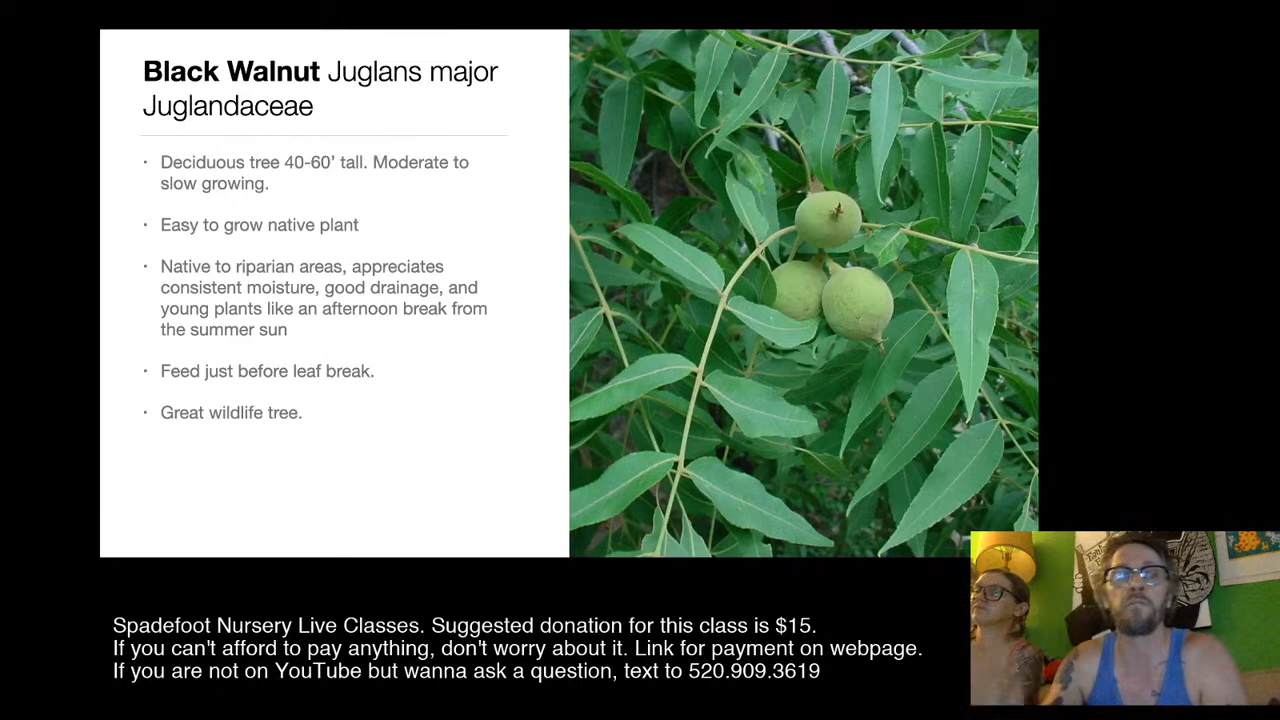 Black Walnut Juglans major
Juglandaceae
· Deciduous tree 40-60’ tall. Moderate to
slow growing.
· Easy to grow native plant
· Native to riparian areas, appreciates
consistent moisture, good drainage, and
young plants like an afternoon break from
the summer sun
· Feed just before leaf break.
· Great wildlife tree.
Spadefoot Nursery Live Classes. Suggested donation for this class is $15.
If you can't afford to pay anything, don't worry about it. Link for payment on webpage.
If you are not on YouTube but wanna ask a question, text to 520.909.3619